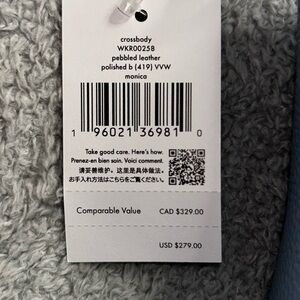 crossbody
WKR00258
pebbled leather
polished b (419) VVW
monica
1 96021 36981 0
Take good care. Here's how.
Prenez-en bien soin. Voici comment.
请妥善维护。这里是具体做法。
お手入れ方法はこちらをご覧ください。
Comparable Value CAD $329.00
USD $279.00